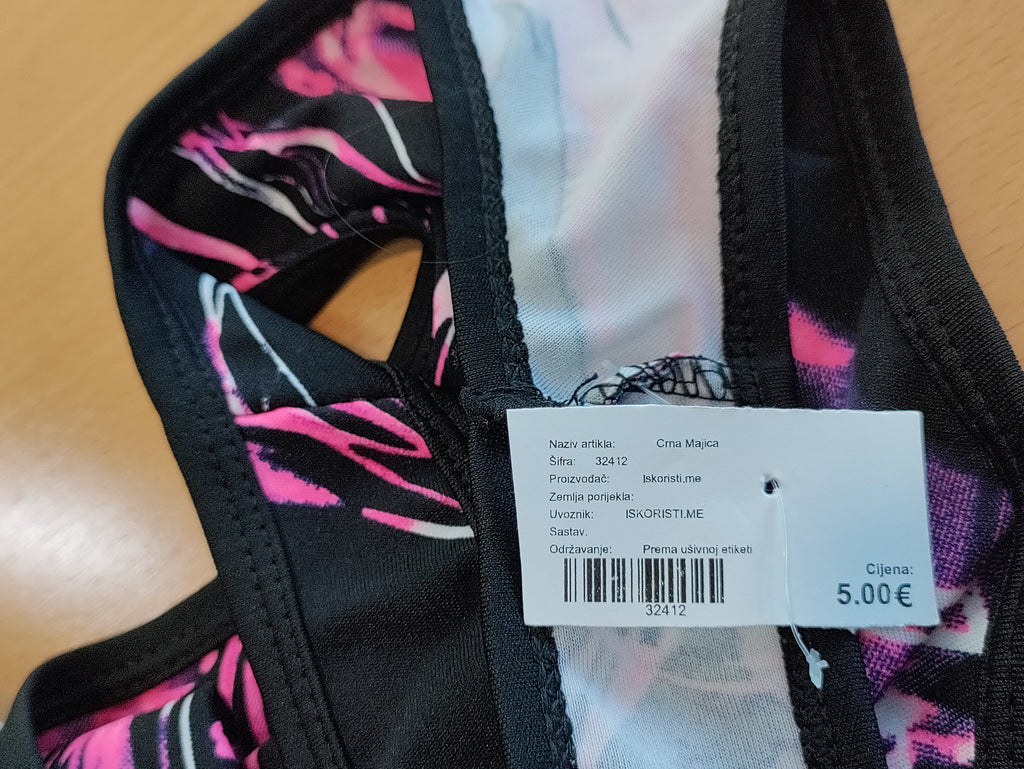 Naziv artikla: Crna Majica
Šifra: 32412
Proizvođač: Iskoristi.me
Zemlja porijekla:
Uvoznik: ISKORISTI.ME
Sastav.
Održavanje: Prema ušivnoj etiketi
32412
Cijena:
5.00€